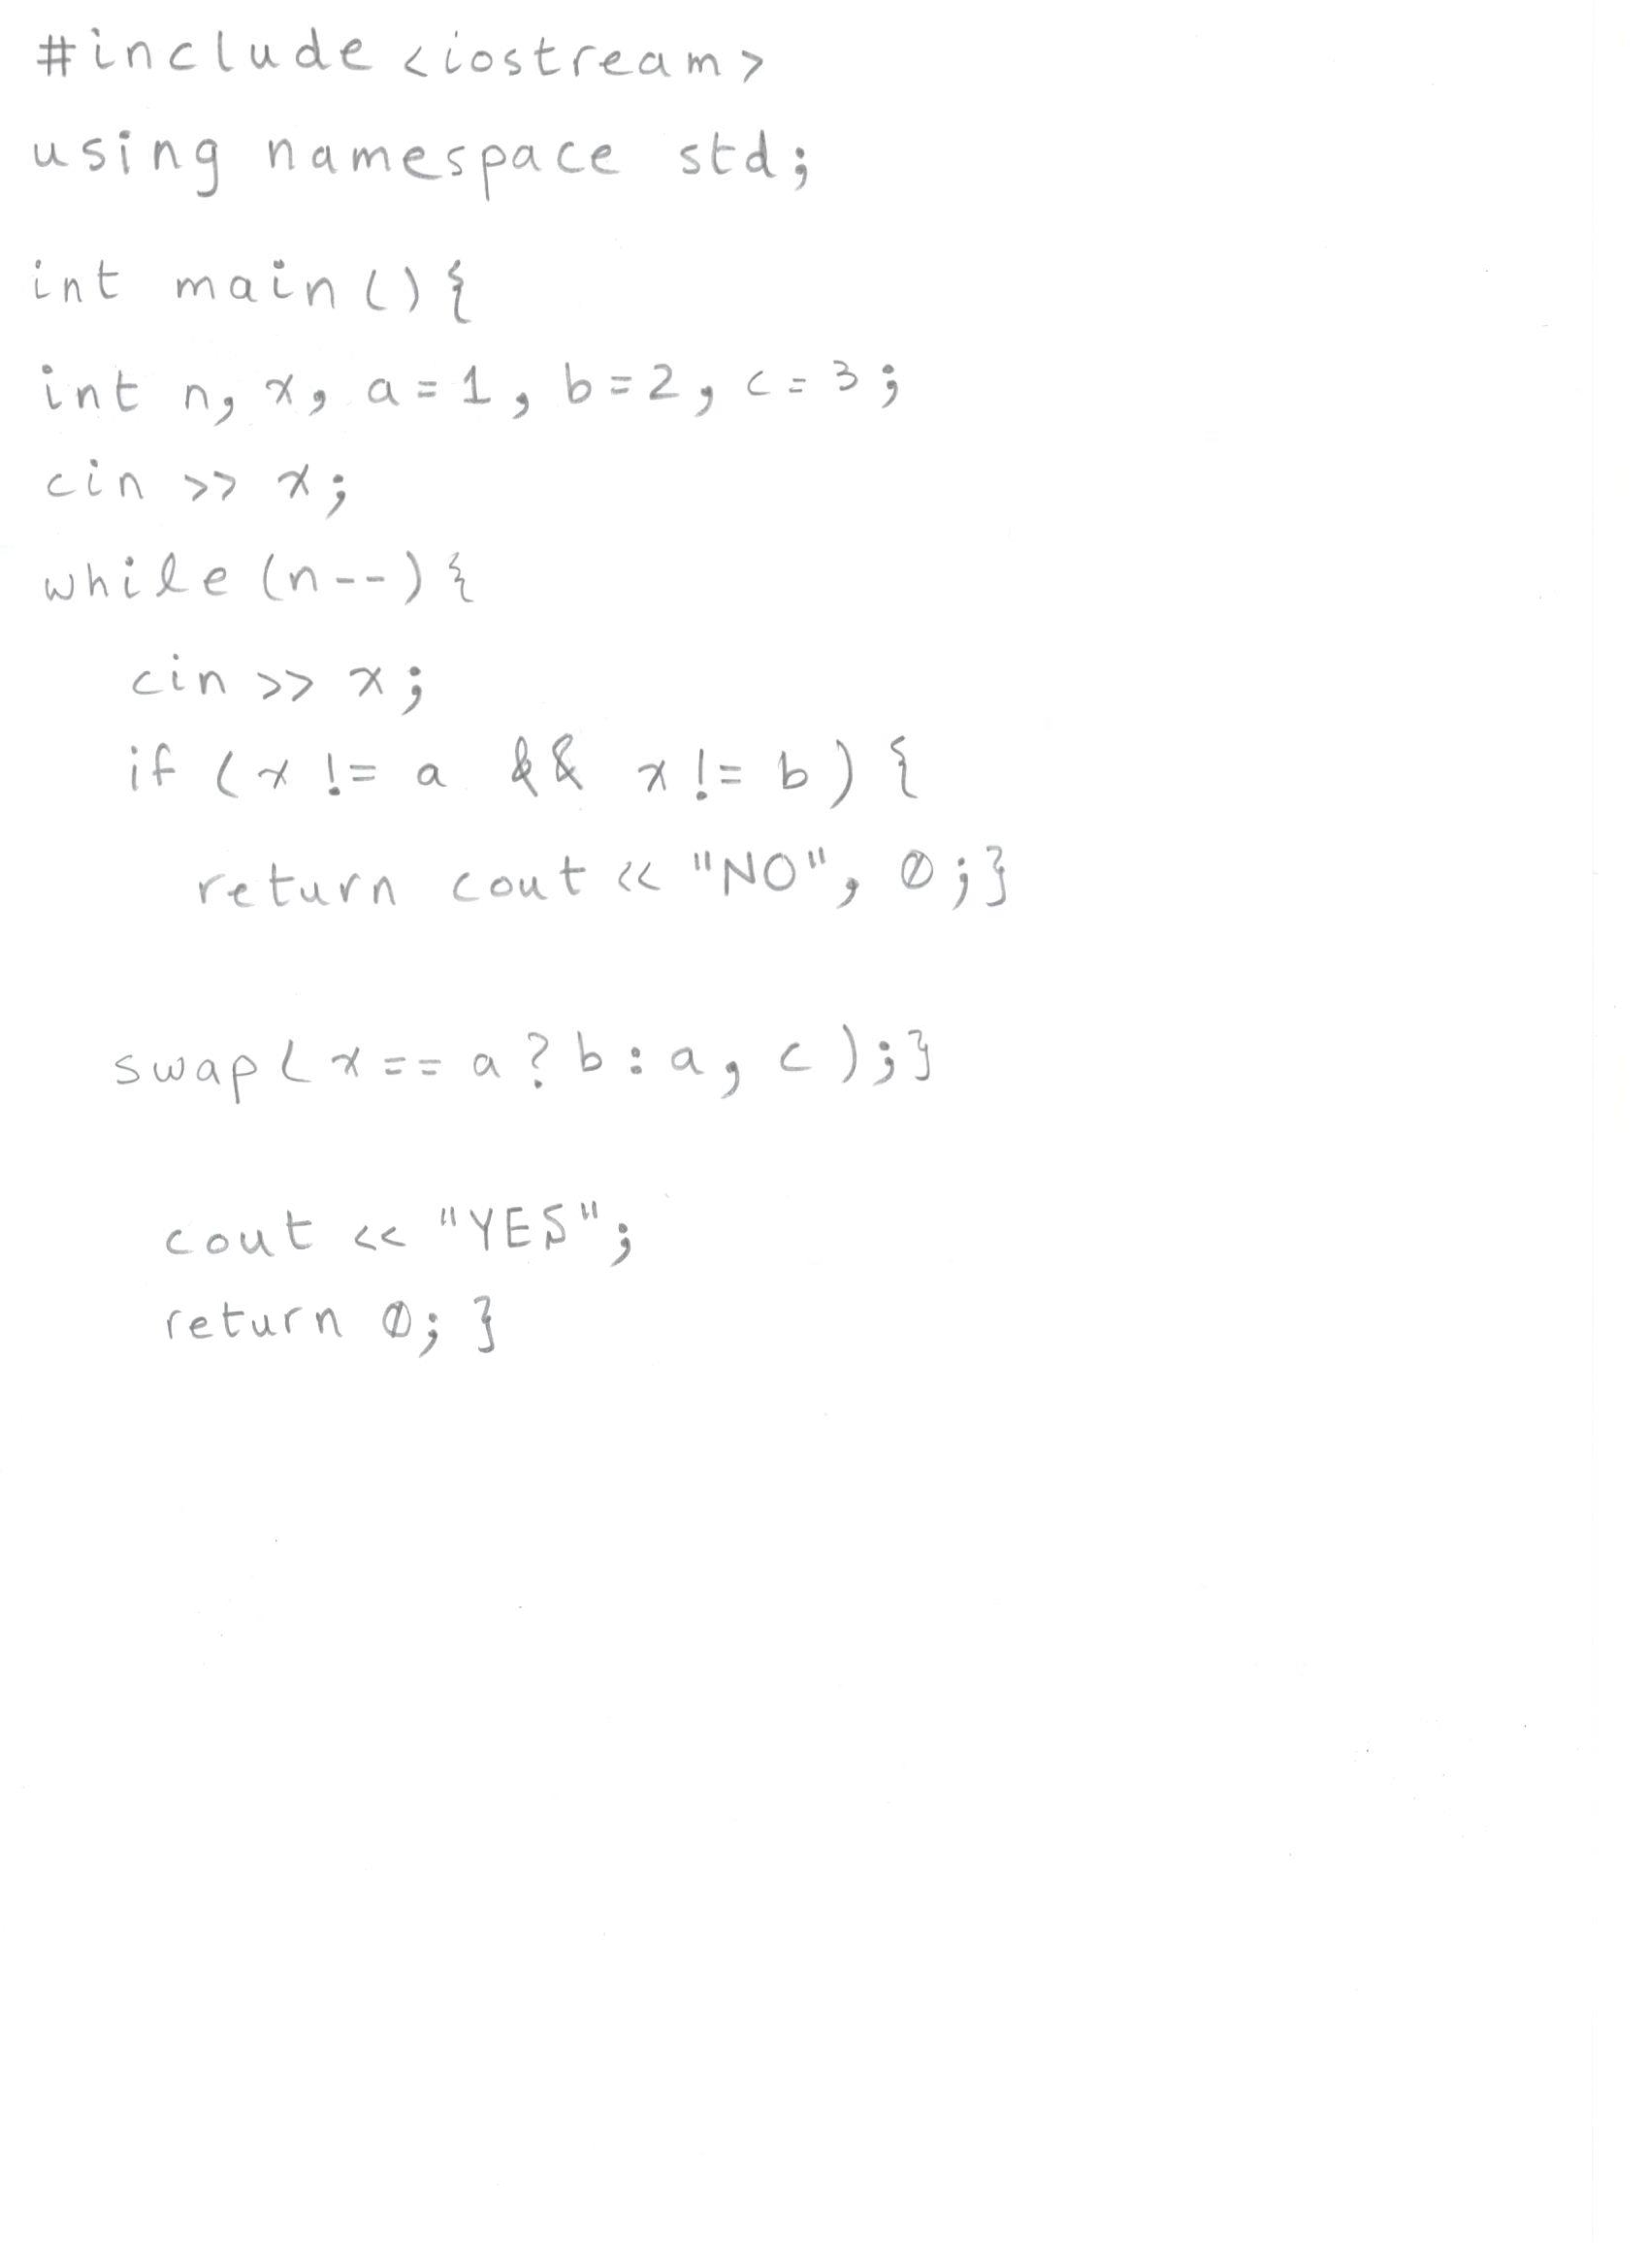 #include <iostream>
using namespace std;
int main(){
int n, x, a=1, b=2, c=3;
cin >> x;
while (n--){
cin >> x;
if (x != a && x != b) {
return cout << "NO", 0;}
swap(x==a?b:a, c);}
cout << "YES";
return 0; }